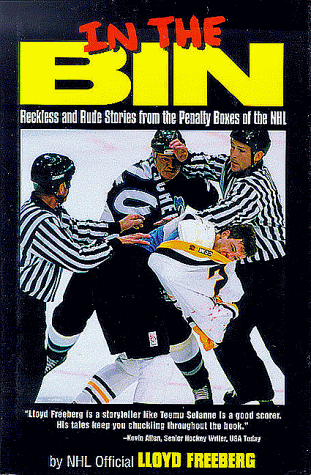 IN THE
BIN
Reckless and Rude Stories from the Penalty Boxes of the NHL
"Lloyd Freeberg is a storyteller like Teemu Selanne is a good scorer.
His tales keep you chuckling throughout the book."
–Kevin Allen, Senior Hockey Writer, USA Today
by NHL Official LLOYD FREEBERG